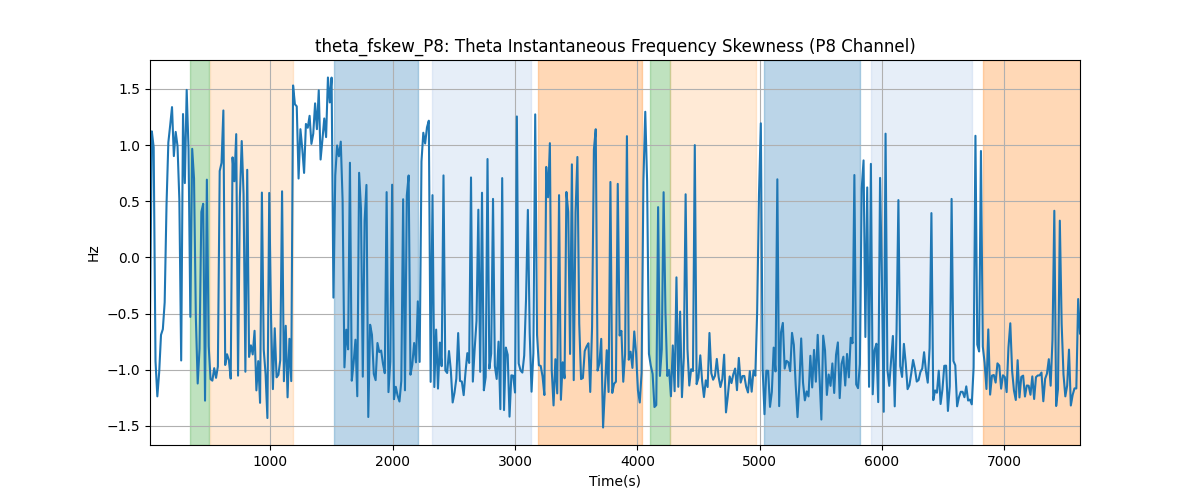 theta_fskew_P8: Theta Instantaneous Frequency Skewness (P8 Channel)
1.5
1.0
0.5
0.0
−0.5
−1.0
−1.5
Hz
1000 2000 3000 4000 5000 6000 7000
Time(s)